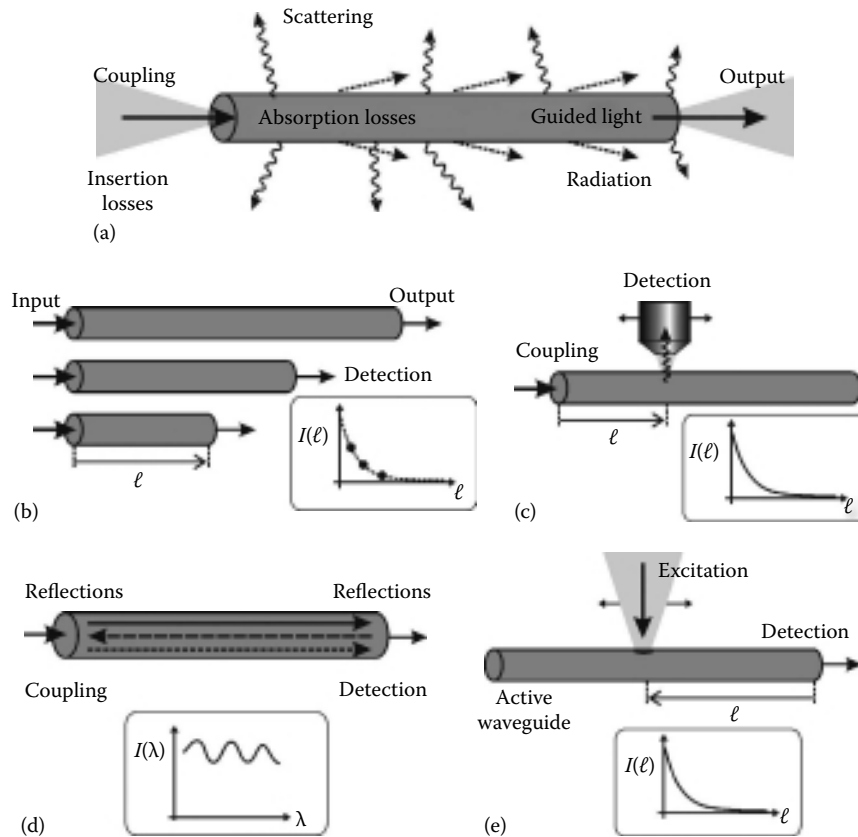 Scattering
Coupling
Output
Absorption losses
Guided light
Insertion
losses
Radiation
(a)
Input
Output
Detection
I(ℓ)
ℓ
ℓ
(b)
Detection
Coupling
ℓ
I(ℓ)
ℓ
(c)
Reflections
Reflections
Coupling
Detection
I(λ)
λ
(d)
Excitation
Detection
Active
waveguide
ℓ
I(ℓ)
ℓ
(e)